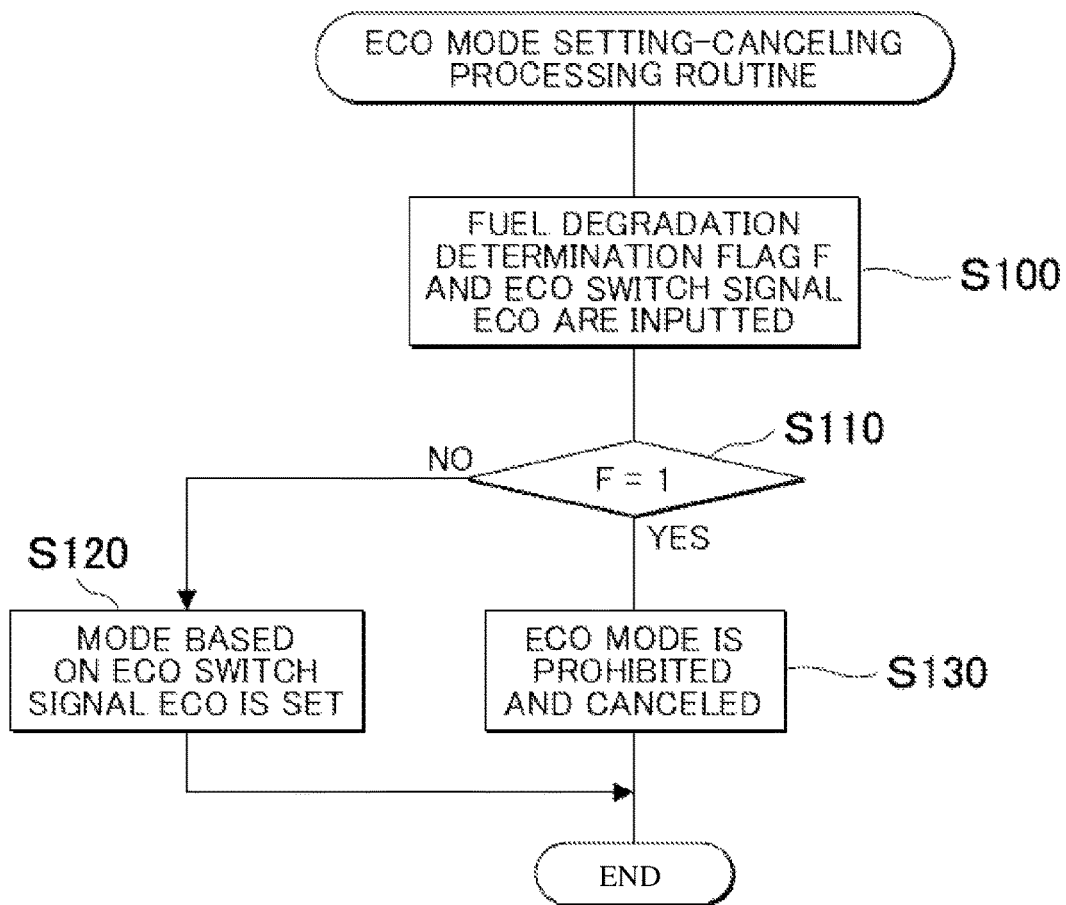 ECO MODE SETTING-CANCELING
PROCESSING ROUTINE
FUEL DEGRADATION
DETERMINATION FLAG F
AND ECO SWITCH SIGNAL
ECO ARE INPUTTED
S100
S110
NO
F = 1
YES
S120
MODE BASED
ON ECO SWITCH
SIGNAL ECO IS SET
ECO MODE IS
PROHIBITED
AND CANCELED
S130
END